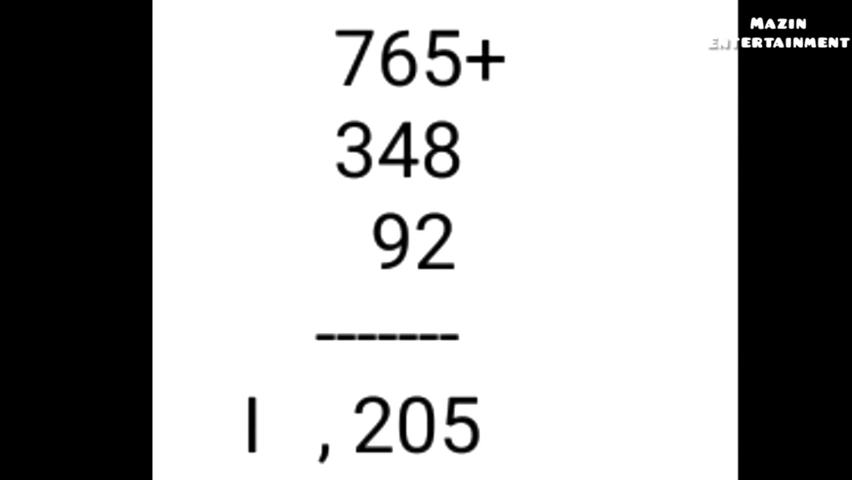 MAZIN
ENTERTAINMENT
765+
348
92
-------
I , 205